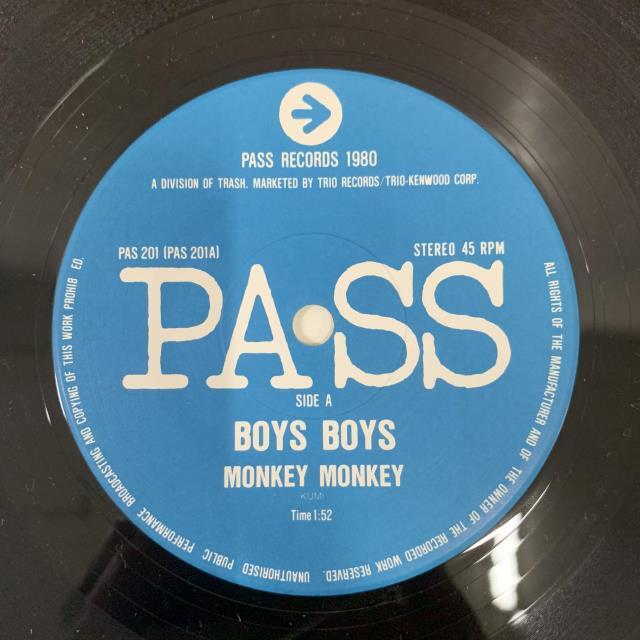 PASS RECORDS 1980
A DIVISION OF TRASH. MARKETED BY TRIO RECORDS/TRIO-KENWOOD CORP.
PAS 201 (PAS 201A)
STEREO 45 RPM
PASS
SIDE A
BOYS BOYS
MONKEY MONKEY
KUMI
Time 1:52
ALL RIGHTS OF THE MANUFACTURER AND OF THE OWNER OF THE RECORDED WORK RESERVED.
UNAUTHORISED PUBLIC PERFORMANCE BROADCASTING AND COPYING OF THIS WORK PROHIB ED.